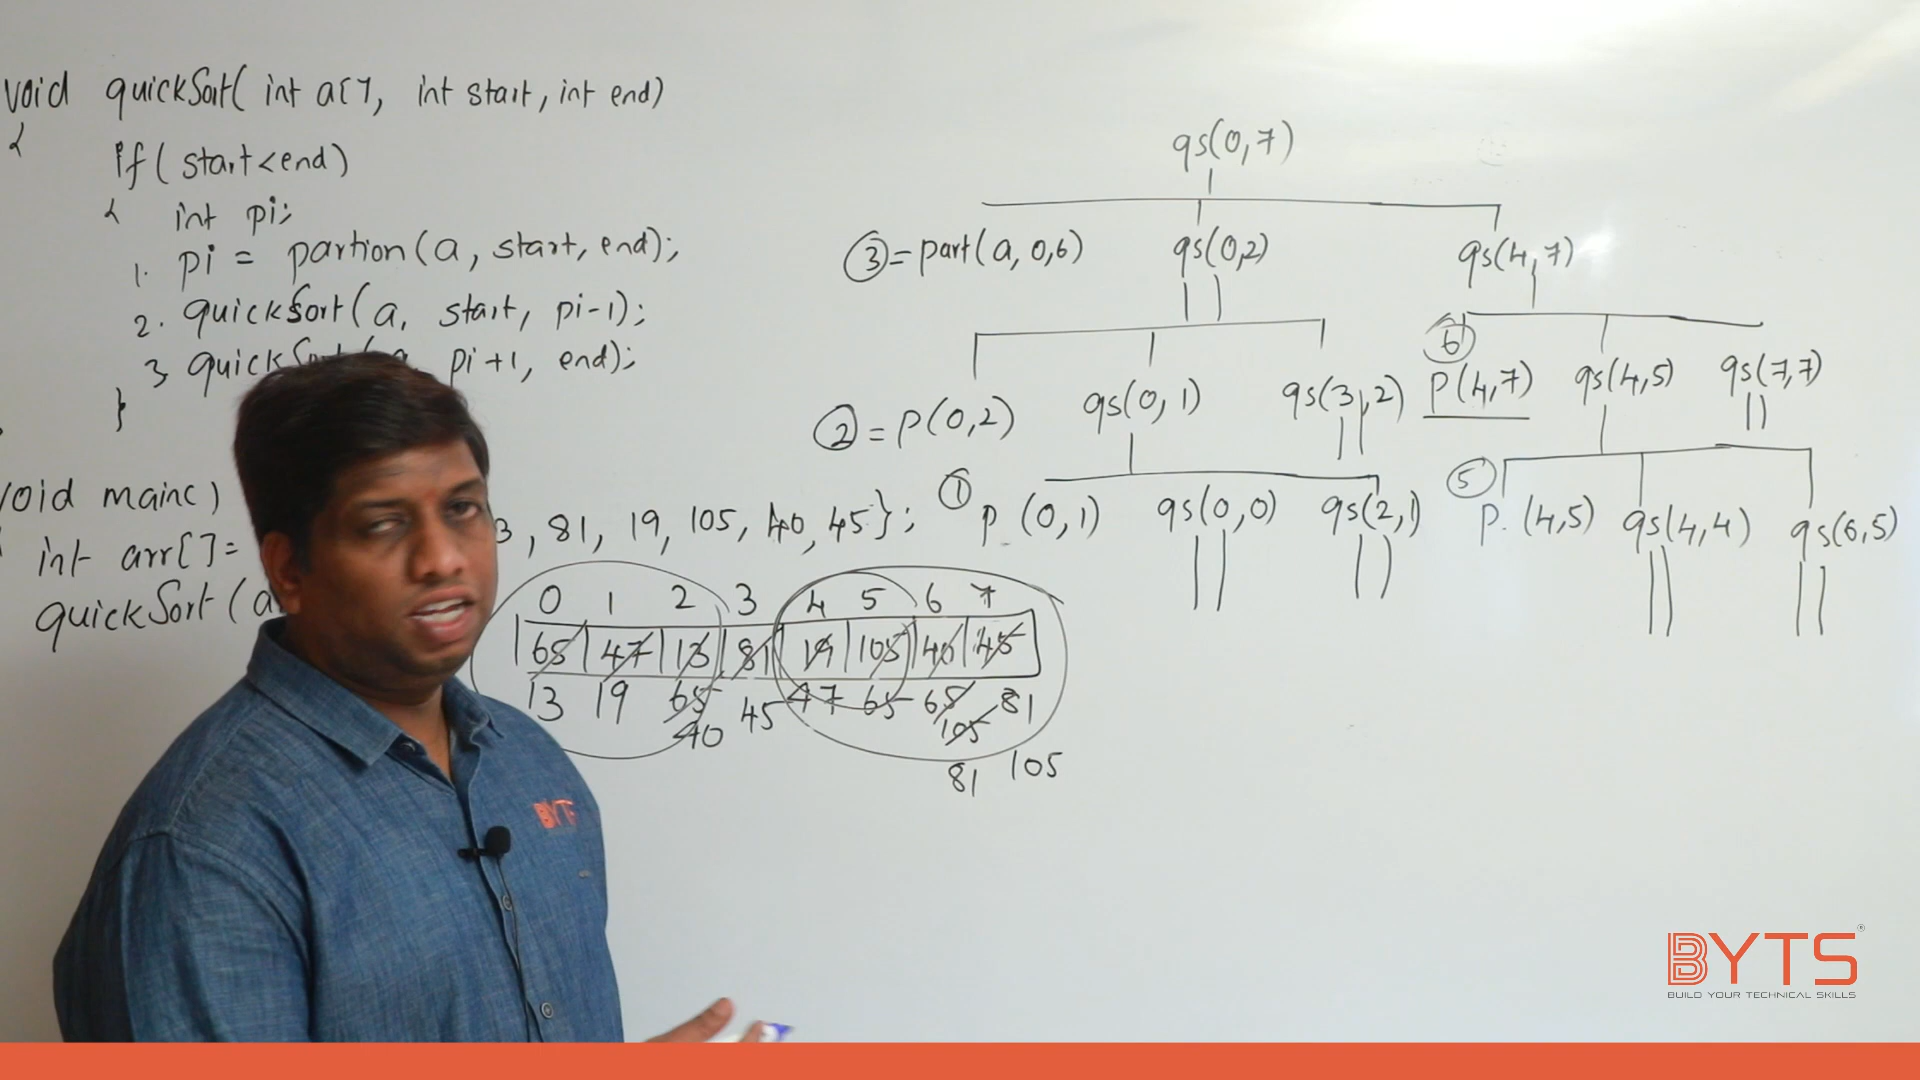 void quickSort( int a[], int start, int end)
{
if( start<end)
{ int pi;
1. pi = partion(a, start, end);
2. quickSort(a, start, pi-1);
3 quickSort(a, pi+1, end);
}
void main()
{ int arr[]= 3, 81, 19, 105, 40, 45};
quickSort(a
0 1 2 3 4 5 6 7
65 47 13 81 19 105 40 45
13 19 65 45 47 65 65 81
40 105
81 105
qs(0,7)
3=part(a, 0,6) qs(0,2) qs(4,7)
2=P(0,2) qs(0,1) qs(3,2)
6 P(4,7) qs(4,5) qs(7,7)
1 P (0,1) qs(0,0) qs(2,1)
5 P. (4,5) qs(4,4) qs(6,5)
BYTS
BYTS
BUILD YOUR TECHNICAL SKILLS